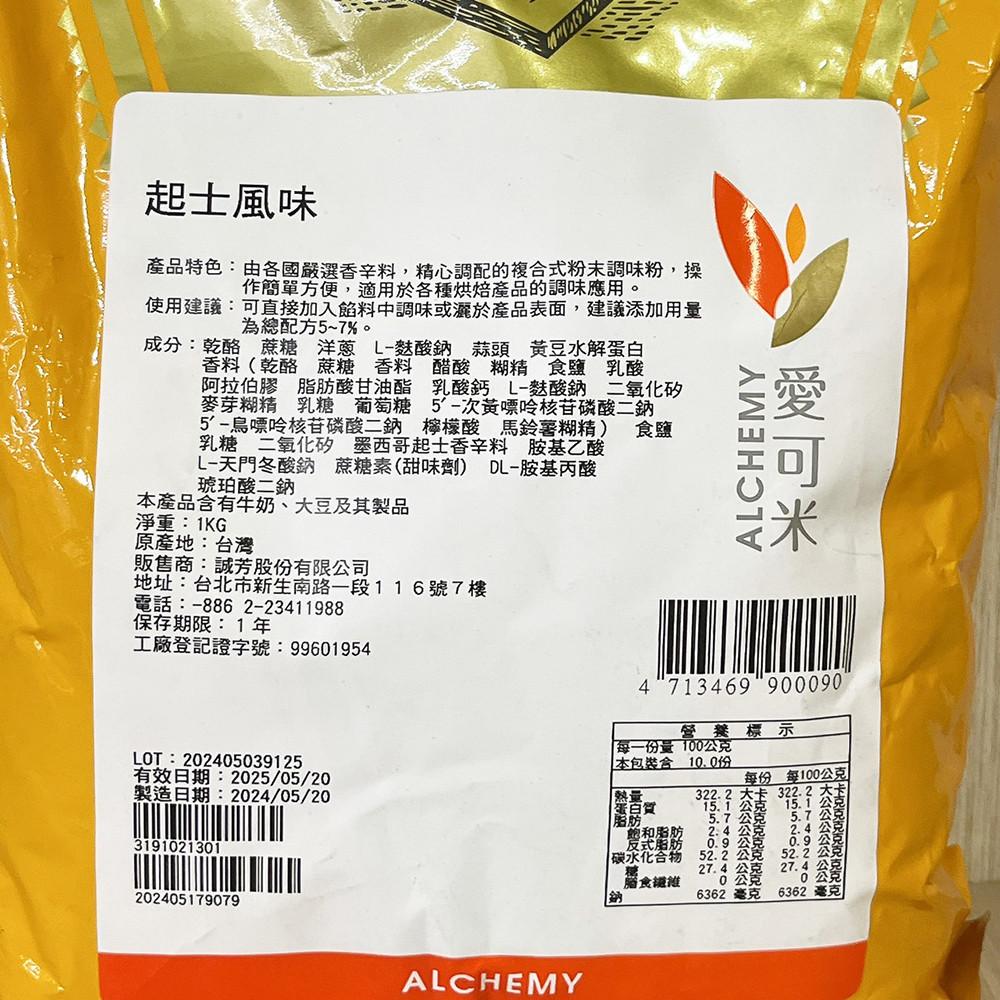 起士風味
產品特色：由各國嚴選香辛料，精心調配的複合式粉末調味粉，操
作簡單方便，適用於各種烘焙產品的調味應用。
使用建議：可直接加入餡料中調味或灑於產品表面，建議添加用量
為總配方5~7%。
成分：乾酪 蔗糖 洋蔥 L-麩酸鈉 蒜頭 黃豆水解蛋白
香料（乾酪 蔗糖 香料 醋酸 糊精 食鹽 乳酸
阿拉伯膠 脂肪酸甘油酯 乳酸鈣 L-麩酸鈉 二氧化矽
麥芽糊精 乳糖 葡萄糖 5'-次黃嘌呤核苷磷酸二鈉
5'-鳥嘌呤核苷磷酸二鈉 檸檬酸 馬鈴薯糊精） 食鹽
乳糖 二氧化矽 墨西哥起士香辛料 胺基乙酸
L-天門冬酸鈉 蔗糖素(甜味劑) DL-胺基丙酸
琥珀酸二鈉
本產品含有牛奶、大豆及其製品
淨重：1KG
原產地：台灣
販售商：誠芳股份有限公司
地址：台北市新生南路一段116號7樓
電話：-886 2-23411988
保存期限：1年
工廠登記證字號：99601954
愛可米
ALCHEMY
4 713469 900090
LOT：202405039125
有效日期：2025/05/20
製造日期：2024/05/20
3191021301
202405179079
營養標示
每一份量 100公克
本包裝含 10.0份
每份 每100公克
熱量 322.2 大卡 322.2 大卡
蛋白質 15.1 公克 15.1 公克
脂肪 5.7 公克 5.7 公克
飽和脂肪 2.4 公克 2.4 公克
反式脂肪 0.9 公克 0.9 公克
碳水化合物 52.2 公克 52.2 公克
糖 27.4 公克 27.4 公克
膳食纖維 0 公克 0 公克
鈉 6362 毫克 6362 毫克
ALCHEMY